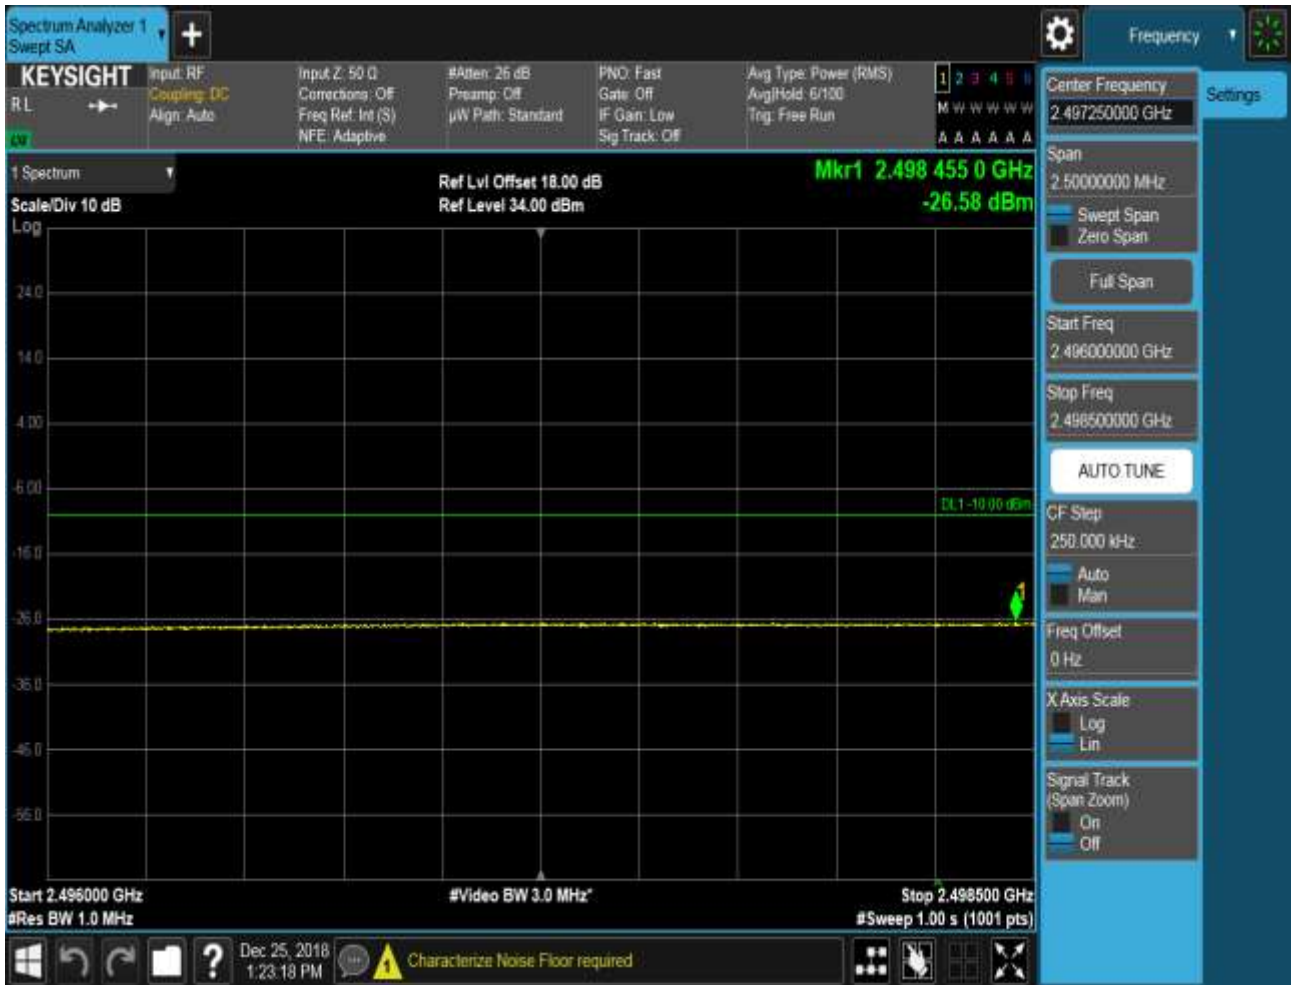 Spectrum Analyzer 1
Swept SA
+
Frequency
KEYSIGHT
RL
LXI
Input: RF
Coupling: DC
Align: Auto
Input Z: 50 Ω
Corrections: Off
Freq Ref: Int (S)
NFE: Adaptive
#Atten: 26 dB
Preamp: Off
µW Path: Standard
PNO: Fast
Gate: Off
IF Gain: Low
Sig Track: Off
Avg Type: Power (RMS)
Avg|Hold: 6/100
Trig: Free Run
1 2 3 4 5 6
M W W W W W
A A A A A A
1 Spectrum
Scale/Div 10 dB
Log
Ref Lvl Offset 18.00 dB
Ref Level 34.00 dBm
Mkr1 2.498 455 0 GHz
-26.58 dBm
24.0
14.0
4.00
-6.00
-16.0
-26.0
-36.0
-46.0
-56.0
DL1 -10.00 dBm
1
Start 2.496000 GHz
#Res BW 1.0 MHz
#Video BW 3.0 MHz*
Stop 2.498500 GHz
#Sweep 1.00 s (1001 pts)
Center Frequency
2.497250000 GHz
Settings
Span
2.50000000 MHz
Swept Span
Zero Span
Full Span
Start Freq
2.496000000 GHz
Stop Freq
2.498500000 GHz
AUTO TUNE
CF Step
250.000 kHz
Auto
Man
Freq Offset
0 Hz
X Axis Scale
Log
Lin
Signal Track
(Span Zoom)
On
Off
?
Dec 25, 2018
1:23:18 PM
1
Characterize Noise Floor required